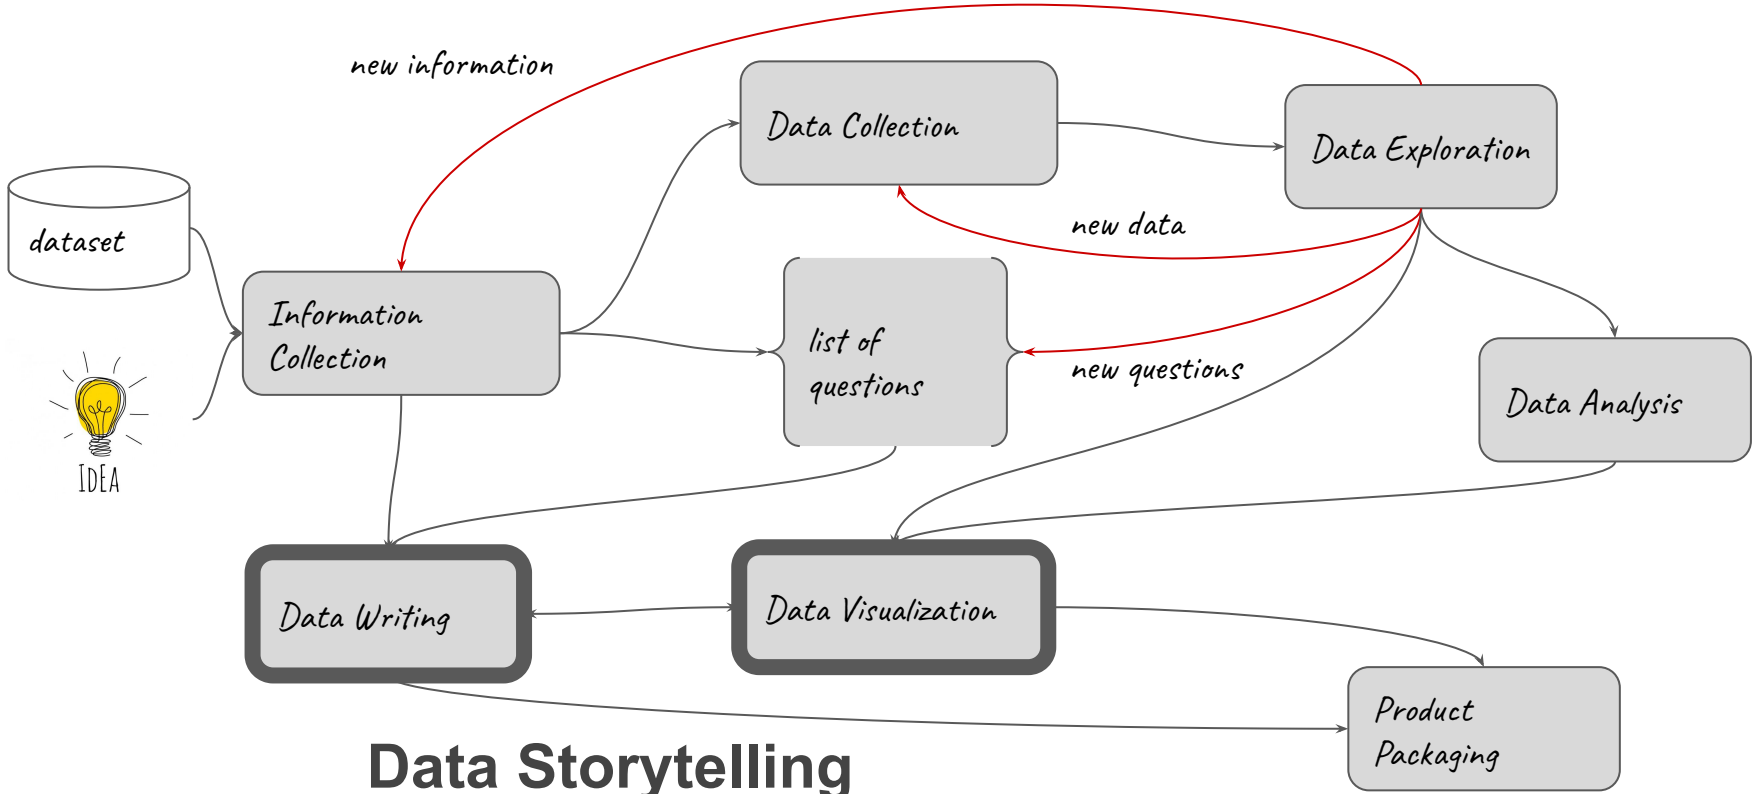 new information
Data Collection
Data Exploration
dataset
new data
Information
Collection
list of
questions
new questions
Data Analysis
IdEA
Data Writing
Data Visualization
Product
Packaging
Data Storytelling